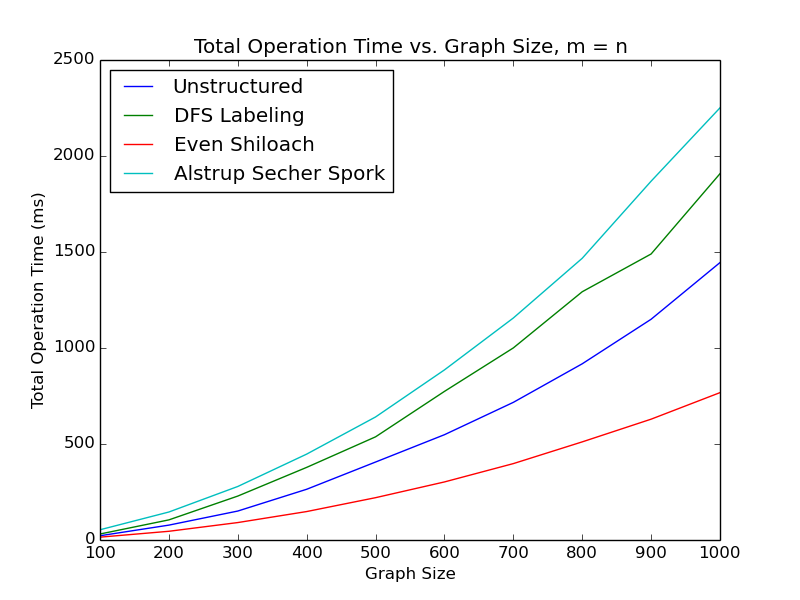 Total Operation Time vs. Graph Size, m = n
2500
2000
1500
1000
500
0
Total Operation Time (ms)
Unstructured
DFS Labeling
Even Shiloach
Alstrup Secher Spork
100 200 300 400 500 600 700 800 900 1000
Graph Size